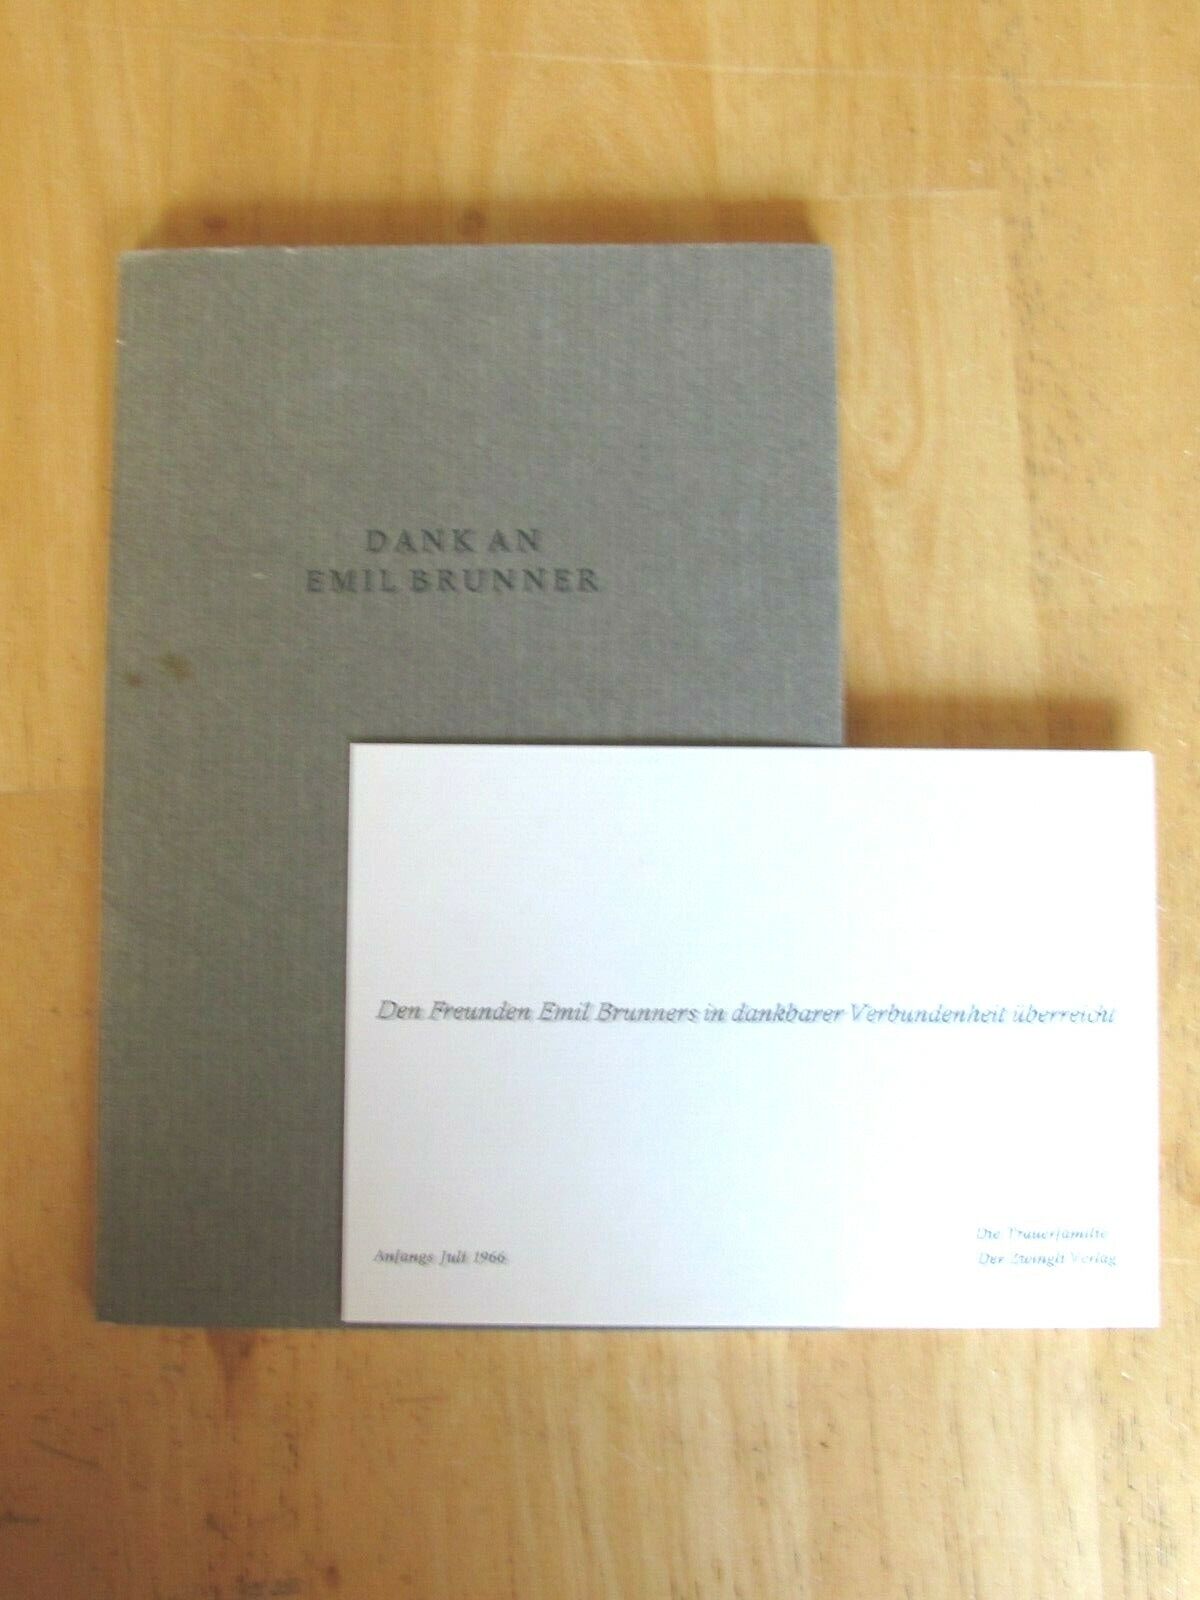 DANK AN
EMIL BRUNNER
Den Freunden Emil Brunners in dankbarer Verbundenheit überreicht
Anfangs Juli 1966
Die Trauerfamilie
Der Zwingli Verlag